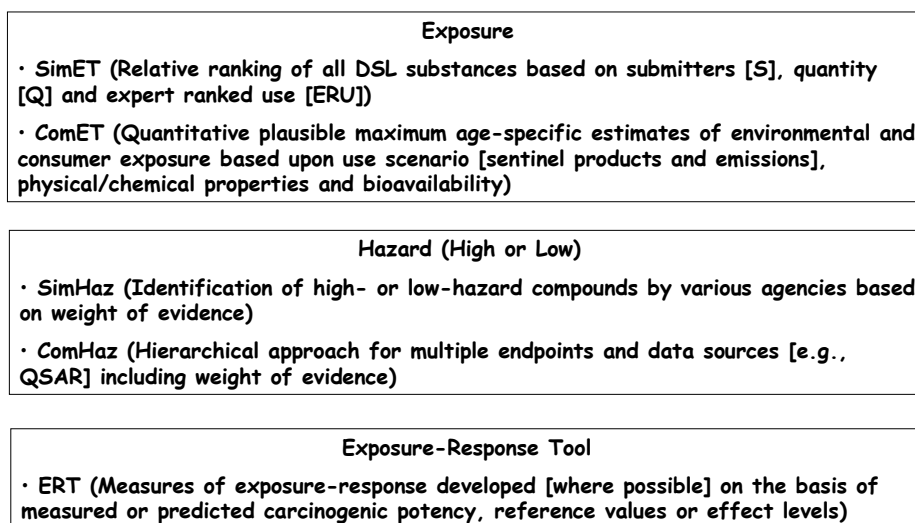 Exposure
· SimET (Relative ranking of all DSL substances based on submitters [S], quantity
[Q] and expert ranked use [ERU])
· ComET (Quantitative plausible maximum age-specific estimates of environmental and
consumer exposure based upon use scenario [sentinel products and emissions],
physical/chemical properties and bioavailability)
Hazard (High or Low)
· SimHaz (Identification of high- or low-hazard compounds by various agencies based
on weight of evidence)
· ComHaz (Hierarchical approach for multiple endpoints and data sources [e.g.,
QSAR] including weight of evidence)
Exposure-Response Tool
· ERT (Measures of exposure-response developed [where possible] on the basis of
measured or predicted carcinogenic potency, reference values or effect levels)